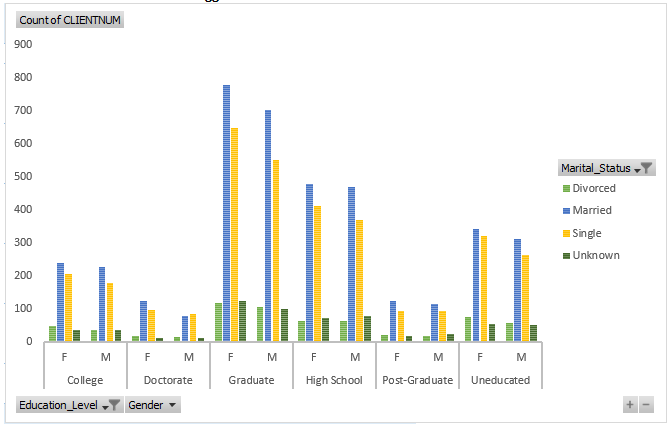 Count of CLIENTNUM
900
800
700
600
500
400
300
200
100
0
F M F M F M F M F M F M
College Doctorate Graduate High School Post-Graduate Uneducated
Marital_Status
Divorced
Married
Single
Unknown
Education_Level Gender
+ −